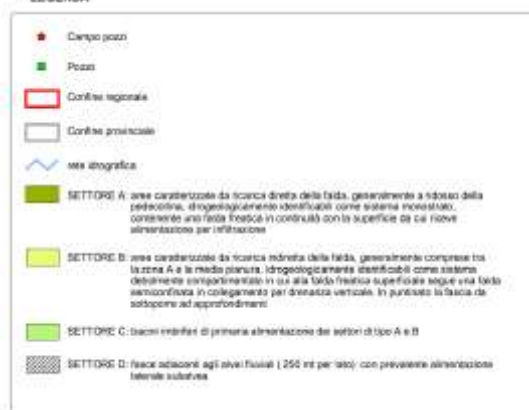 Campo pozzi
Pozzo
Confine regionale
Confine provinciale
rete idrografica
SETTORE A: aree caratterizzate da ricarica diretta della falda, generalmente a ridosso della
pedecollina, idrogeologicamente identificabili come sistema monostrato,
contenente una falda freatica in continuità con la superficie da cui riceve
alimentazione per infiltrazione
SETTORE B: aree caratterizzate da ricarica indiretta della falda, generalmente comprese tra
la zona A e la media pianura, idrogeologicamente identificabili come sistema
debolmente compartimentato in cui alla falda freatica superficiale segue una falda
semiconfinata in collegamento per drenanza verticale. In puntinato la fascia da
sottoporre ad approfondimenti
SETTORE C: bacini imbriferi di primaria alimentazione dei settori di tipo A e B
SETTORE D: fasce adiacenti agli alvei fluviali (250 mt per lato) con prevalente alimentazione
laterale subalvea